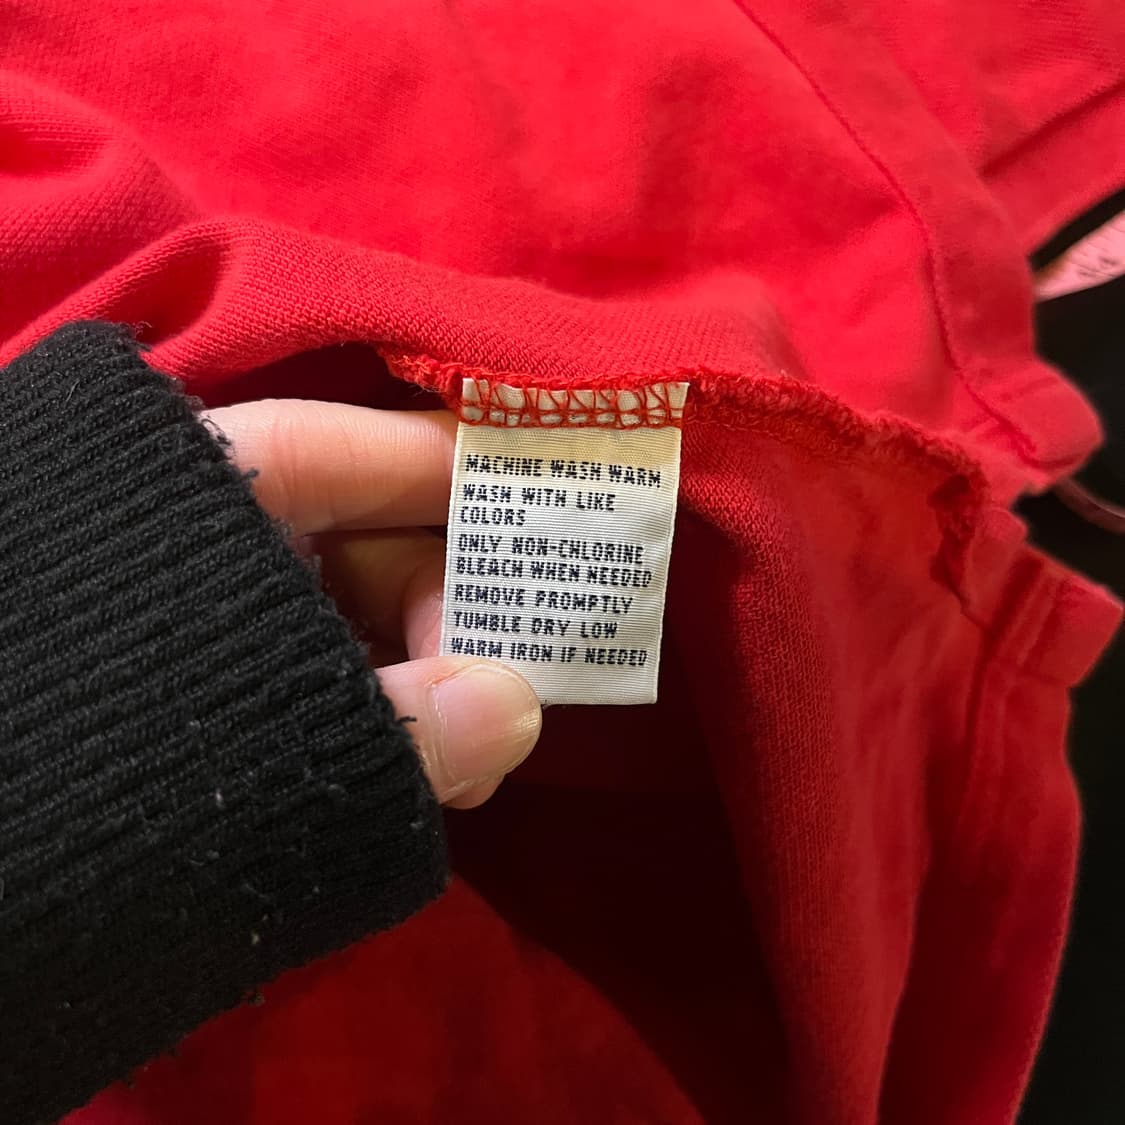 MACHINE WASH WARM
WASH WITH LIKE
COLORS
ONLY NON-CHLORINE
BLEACH WHEN NEEDED
REMOVE PROMPTLY
TUMBLE DRY LOW
WARM IRON IF NEEDED